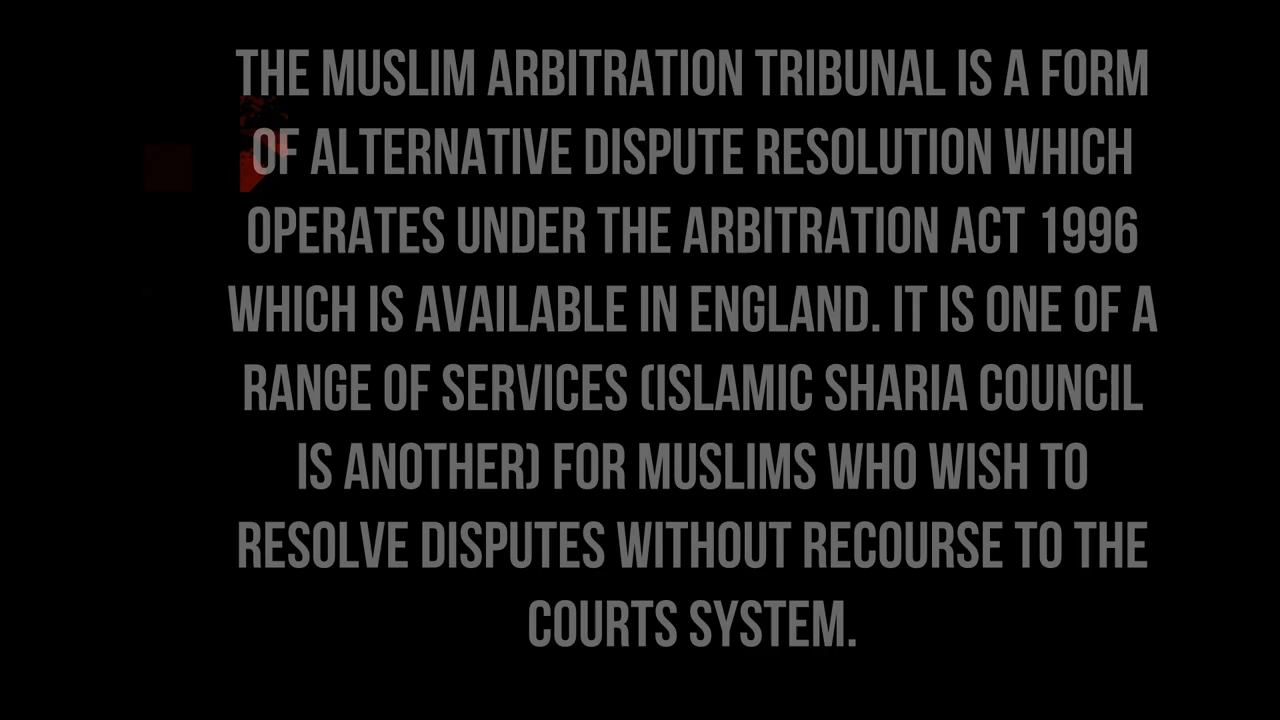 THE MUSLIM ARBITRATION TRIBUNAL IS A FORM
OF ALTERNATIVE DISPUTE RESOLUTION WHICH
OPERATES UNDER THE ARBITRATION ACT 1996
WHICH IS AVAILABLE IN ENGLAND. IT IS ONE OF A
RANGE OF SERVICES (ISLAMIC SHARIA COUNCIL
IS ANOTHER) FOR MUSLIMS WHO WISH TO
RESOLVE DISPUTES WITHOUT RECOURSE TO THE
COURTS SYSTEM.